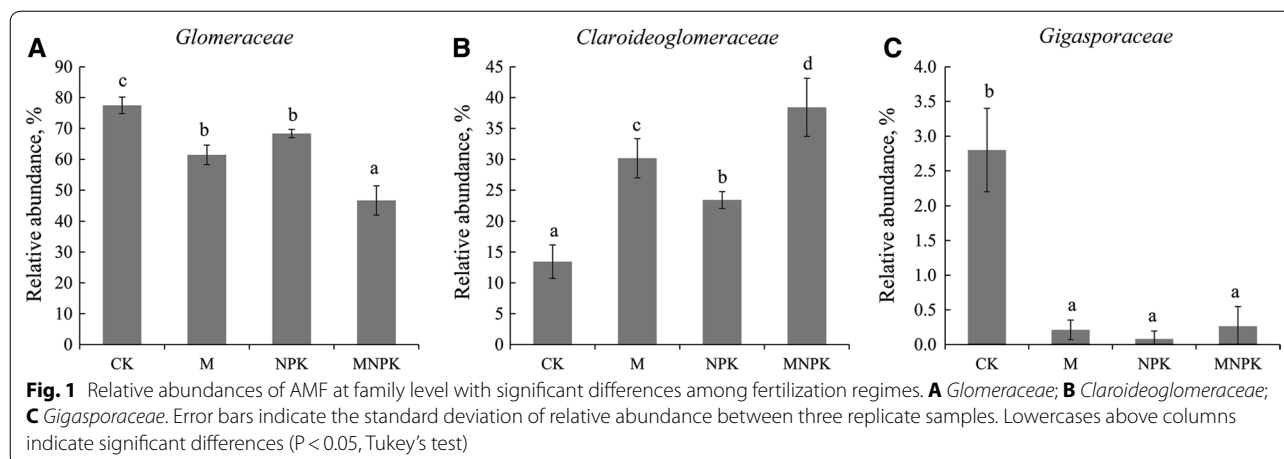 A
Glomeraceae
Relative abundance, %
90
80
70
60
50
40
30
20
10
0
c
b
b
a
CK
M
NPK
MNPK
B
Claroideoglomeraceae
Relative abundance, %
45
40
35
30
25
20
15
10
5
0
a
c
b
d
CK
M
NPK
MNPK
C
Gigasporaceae
Relative abundance, %
4.0
3.5
3.0
2.5
2.0
1.5
1.0
0.5
0.0
b
a
a
a
CK
M
NPK
MNPK
Fig. 1 Relative abundances of AMF at family level with significant differences among fertilization regimes. A Glomeraceae; B Claroideoglomeraceae;
C Gigasporaceae. Error bars indicate the standard deviation of relative abundance between three replicate samples. Lowercases above columns
indicate significant differences (P < 0.05, Tukey’s test)